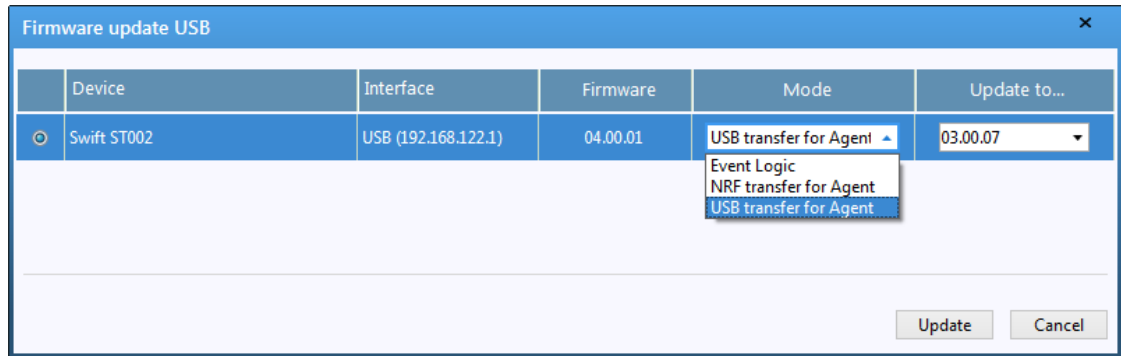 Firmware update USB
Device Interface Firmware Mode Update to...
Swift ST002 USB (192.168.122.1) 04.00.01 USB transfer for Agent 03.00.07
Event Logic
NRF transfer for Agent
USB transfer for Agent
Update Cancel